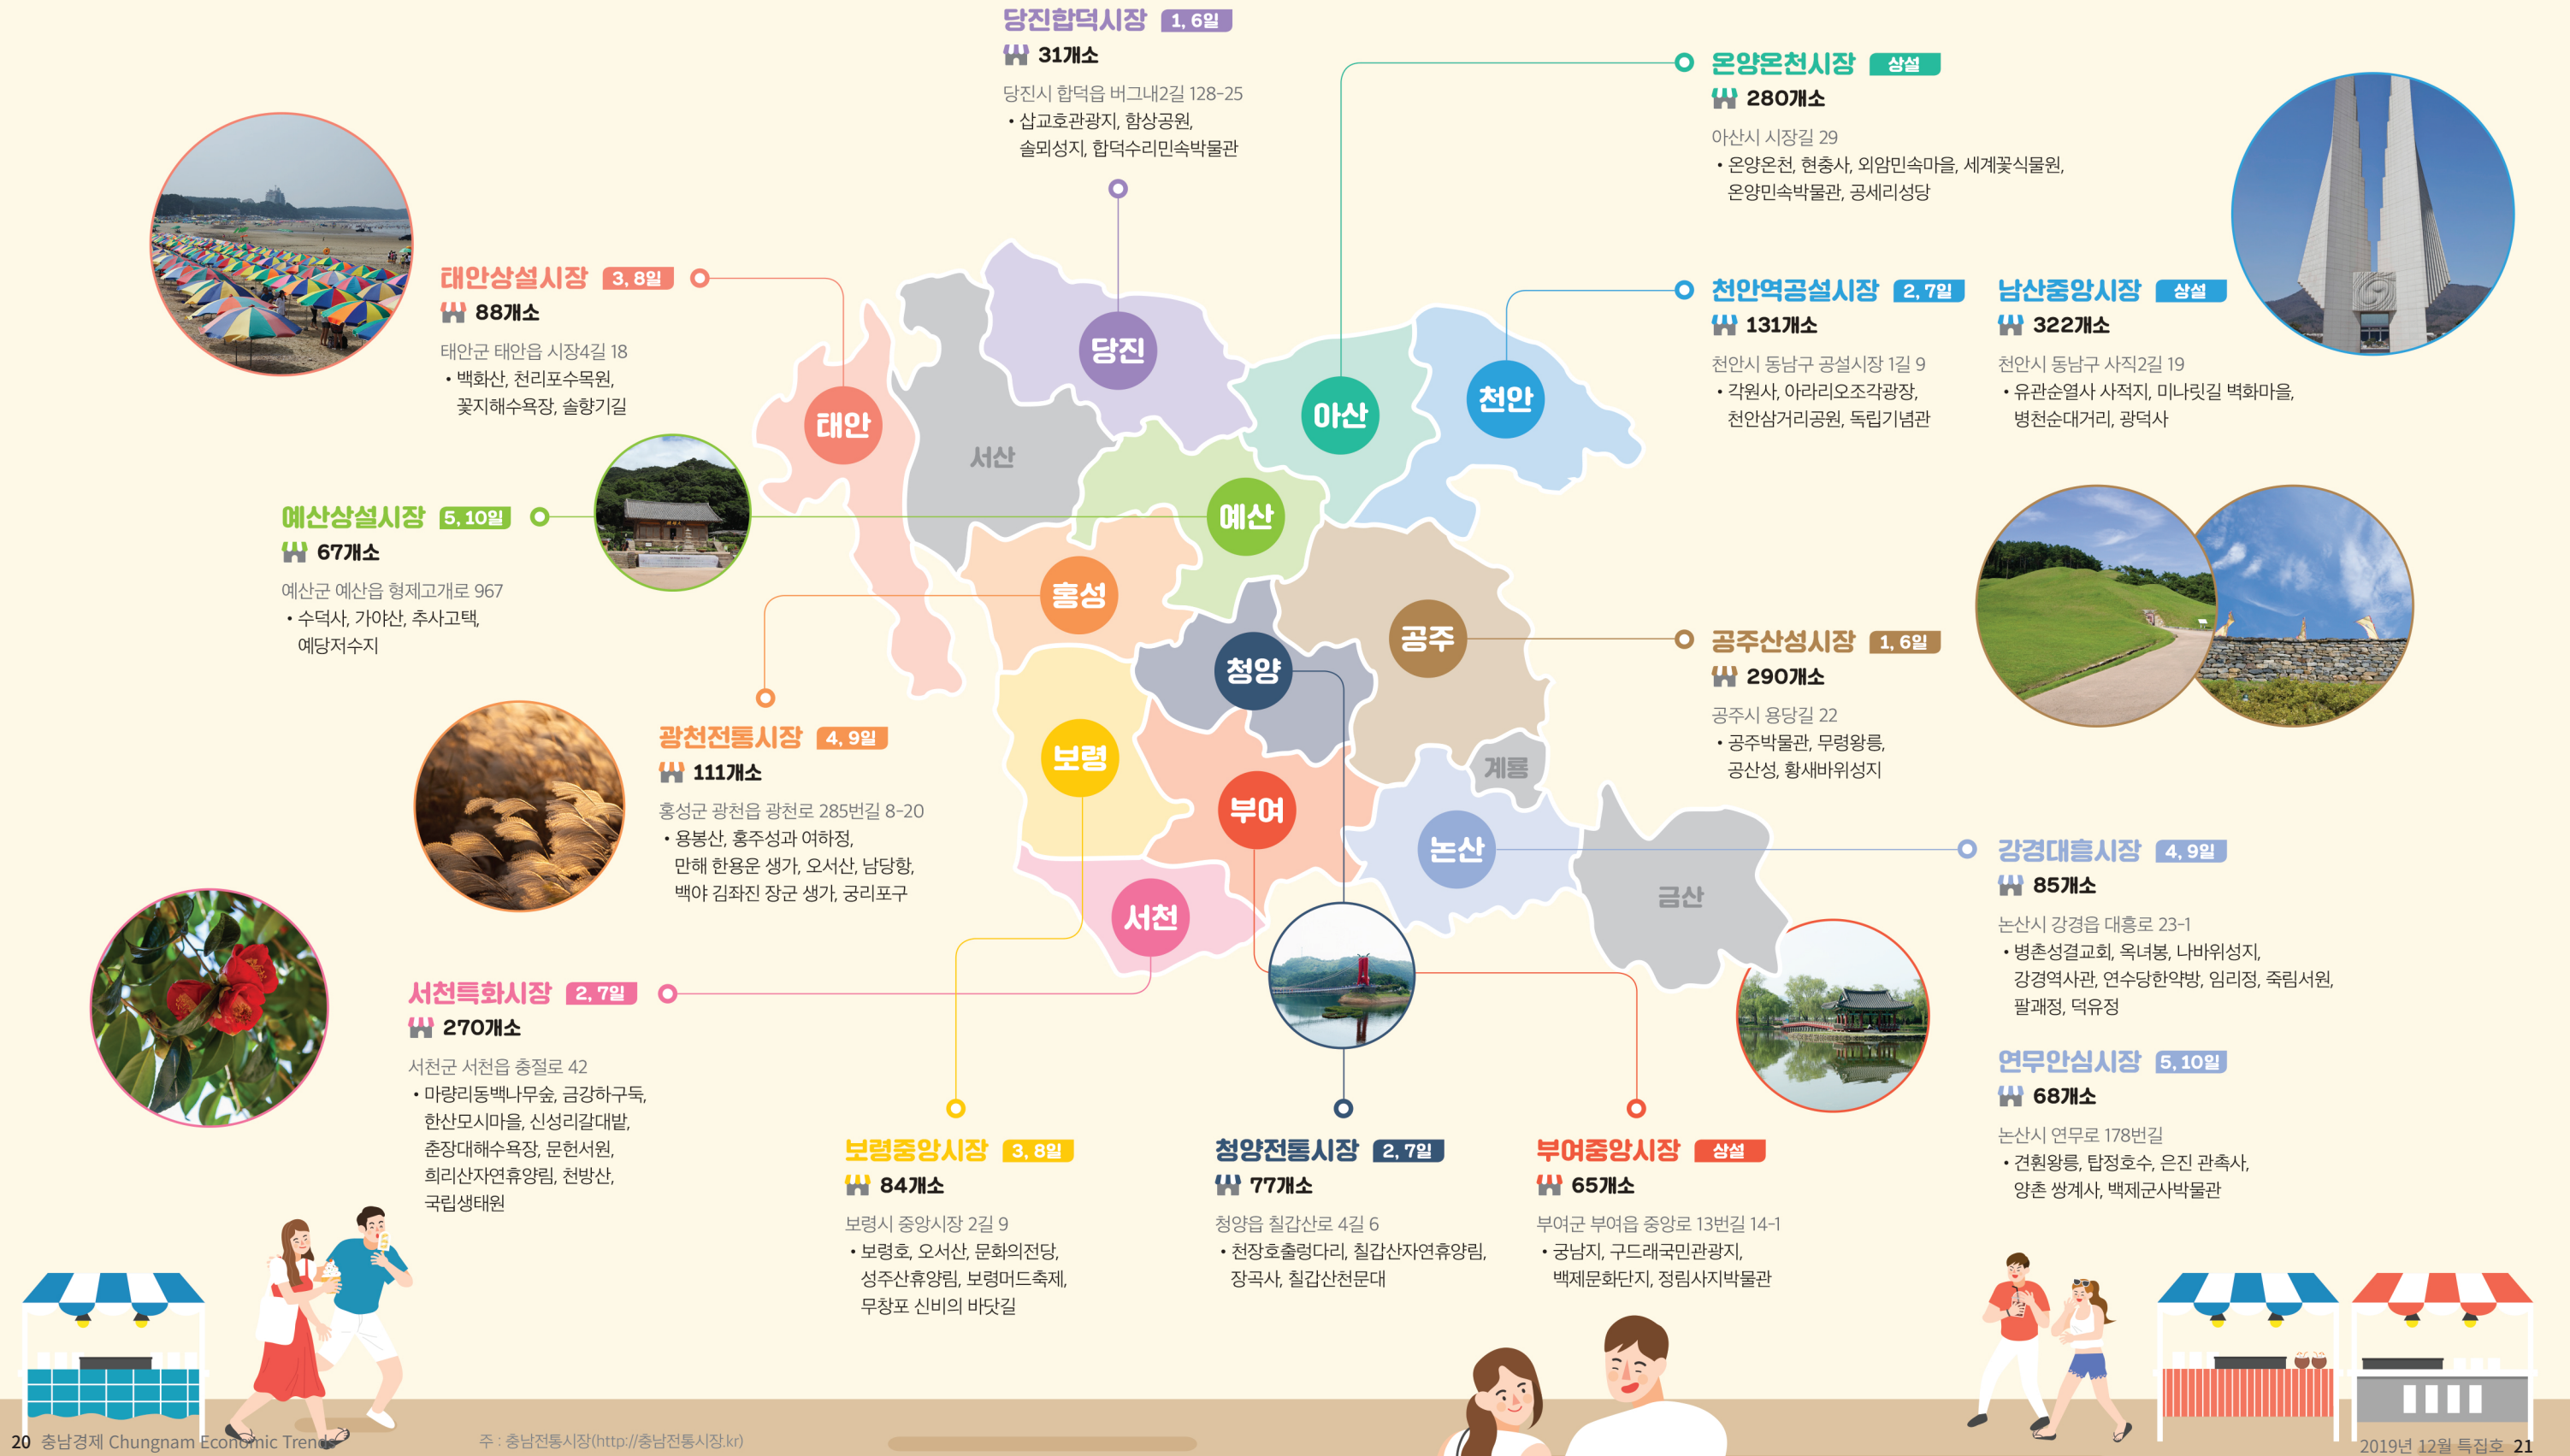 당진합덕시장 1, 6일
31개소
당진시 합덕읍 버그내2길 128-25
• 삽교호관광지, 함상공원,
솔뫼성지, 합덕수리민속박물관
온양온천시장 상설
280개소
아산시 시장길 29
• 온양온천, 현충사, 외암민속마을, 세계꽃식물원,
온양민속박물관, 공세리성당
태안상설시장 3, 8일
88개소
태안군 태안읍 시장4길 18
• 백화산, 천리포수목원,
꽃지해수욕장, 솔향기길
천안역공설시장 2, 7일
131개소
천안시 동남구 공설시장 1길 9
• 각원사, 아라리오조각광장,
천안삼거리공원, 독립기념관
남산중앙시장 상설
322개소
천안시 동남구 사직2길 19
• 유관순열사 사적지, 미나릿길 벽화마을,
병천순대거리, 광덕사
당진
태안
서산
아산
천안
예산
홍성
청양
공주
보령
부여
계룡
논산
서천
금산
예산상설시장 5, 10일
67개소
예산군 예산읍 형제고개로 967
• 수덕사, 가야산, 추사고택,
예당저수지
공주산성시장 1, 6일
290개소
공주시 용당길 22
• 공주박물관, 무령왕릉,
공산성, 황새바위성지
광천전통시장 4, 9일
111개소
홍성군 광천읍 광천로 285번길 8-20
• 용봉산, 홍주성과 여하정,
만해 한용운 생가, 오서산, 남당항,
백야 김좌진 장군 생가, 궁리포구
강경대흥시장 4, 9일
85개소
논산시 강경읍 대흥로 23-1
• 병촌성결교회, 옥녀봉, 나바위성지,
강경역사관, 연수당한약방, 임리정, 죽림서원,
팔괘정, 덕유정
서천특화시장 2, 7일
270개소
서천군 서천읍 충절로 42
• 마량리동백나무숲, 금강하구둑,
한산모시마을, 신성리갈대밭,
춘장대해수욕장, 문헌서원,
희리산자연휴양림, 천방산,
국립생태원
연무안심시장 5, 10일
68개소
논산시 연무로 178번길
• 견훤왕릉, 탑정호수, 은진 관촉사,
양촌 쌍계사, 백제군사박물관
보령중앙시장 3, 8일
84개소
보령시 중앙시장 2길 9
• 보령호, 오서산, 문화의전당,
성주산휴양림, 보령머드축제,
무창포 신비의 바닷길
청양전통시장 2, 7일
77개소
청양읍 칠갑산로 4길 6
• 천장호출렁다리, 칠갑산자연휴양림,
장곡사, 칠갑산천문대
부여중앙시장 상설
65개소
부여군 부여읍 중앙로 13번길 14-1
• 궁남지, 구드래국민관광지,
백제문화단지, 정림사지박물관
20 충남경제 Chungnam Economic Trends
주 : 충남전통시장(http://충남전통시장.kr)
2019년 12월 특집호 21